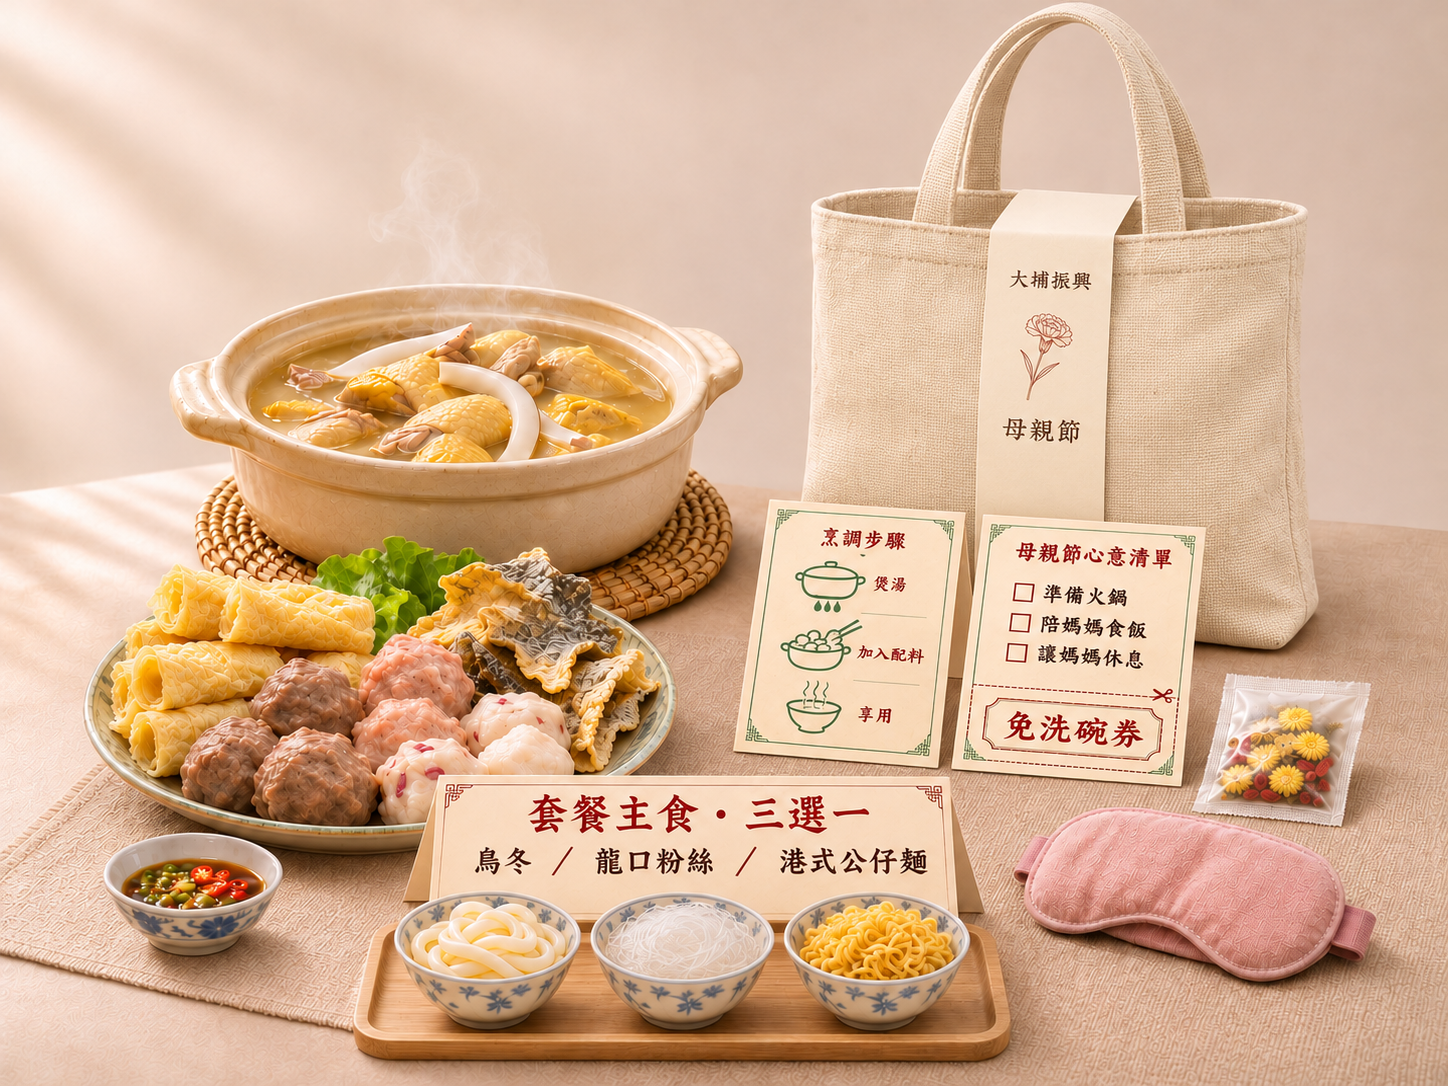 大埔振興
母親節
烹調步驟
煲湯
加入配料
享用
母親節心意清單
準備火鍋
陪媽媽食飯
讓媽媽休息
免洗碗券
套餐主食・三選一
烏冬 / 龍口粉絲 / 港式公仔麵